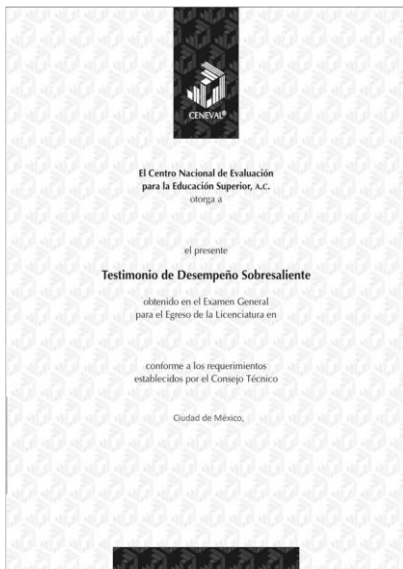 CENEVAL®
El Centro Nacional de Evaluación
para la Educación Superior, A.C.
otorga a
el presente
Testimonio de Desempeño Sobresaliente
obtenido en el Examen General
para el Egreso de la Licenciatura en
conforme a los requerimientos
establecidos por el Consejo Técnico
Ciudad de México,